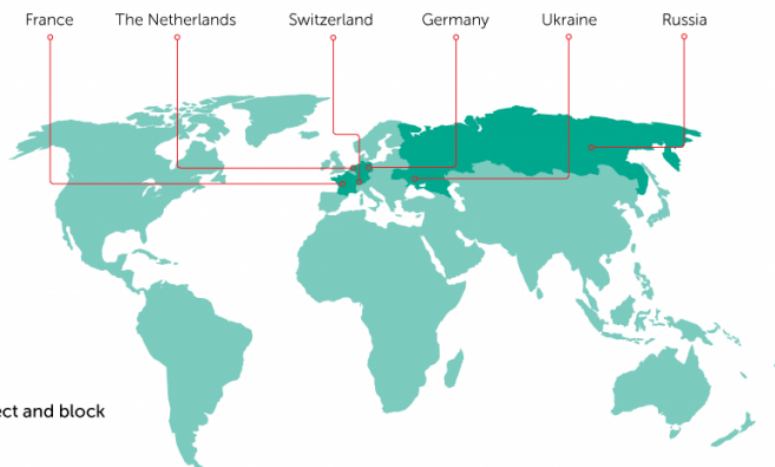 France The Netherlands Switzerland Germany Ukraine Russia
ect and block